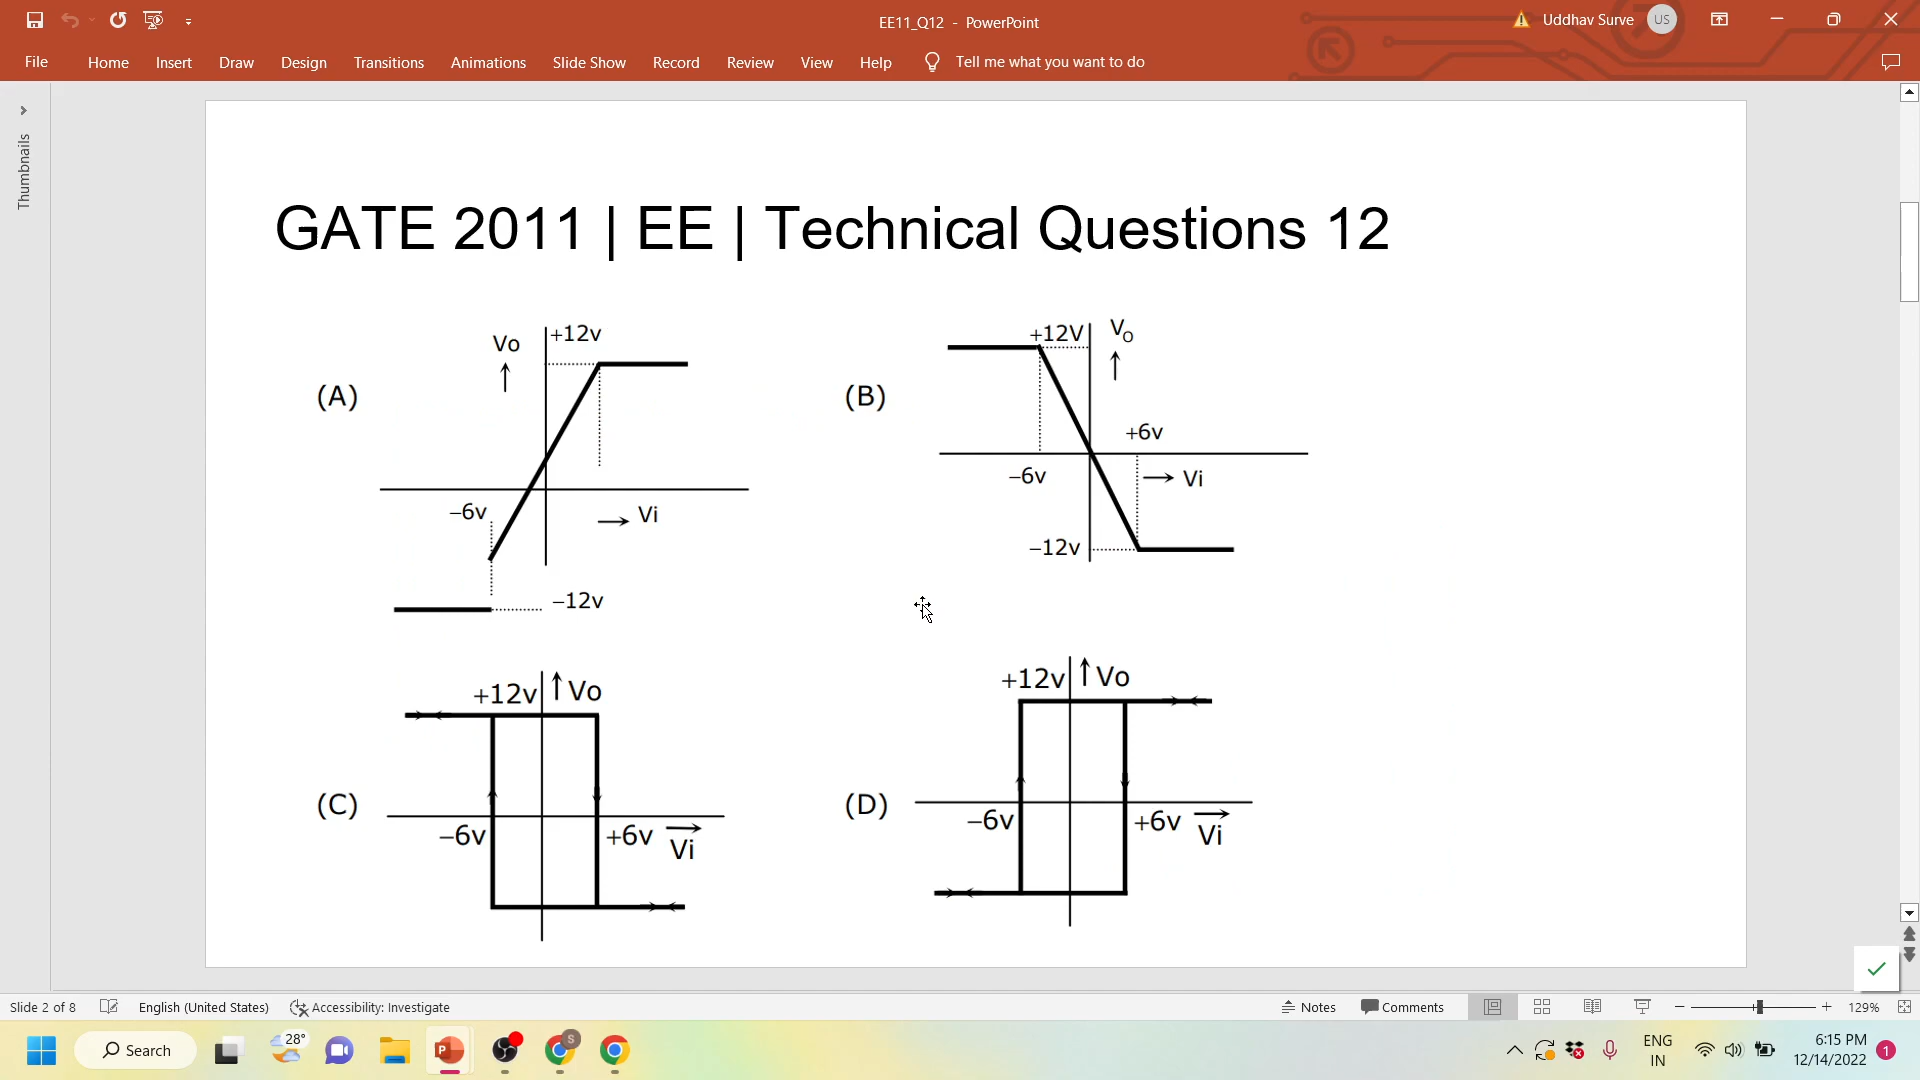 EE11_Q12 - PowerPoint
Uddhav Surve
US
File Home Insert Draw Design Transitions Animations Slide Show Record Review View Help Tell me what you want to do
Thumbnails
GATE 2011 | EE | Technical Questions 12
(A)
Vo
+12v
−6v
Vi
−12v
(B)
+12V
VO
+6v
−6v
Vi
−12v
(C)
+12v
Vo
−6v
+6v
Vi
(D)
+12v
Vo
−6v
+6v
Vi
Slide 2 of 8 English (United States) Accessibility: Investigate Notes Comments 129%
28°
Search
S
ENG
IN
6:15 PM
12/14/2022
1